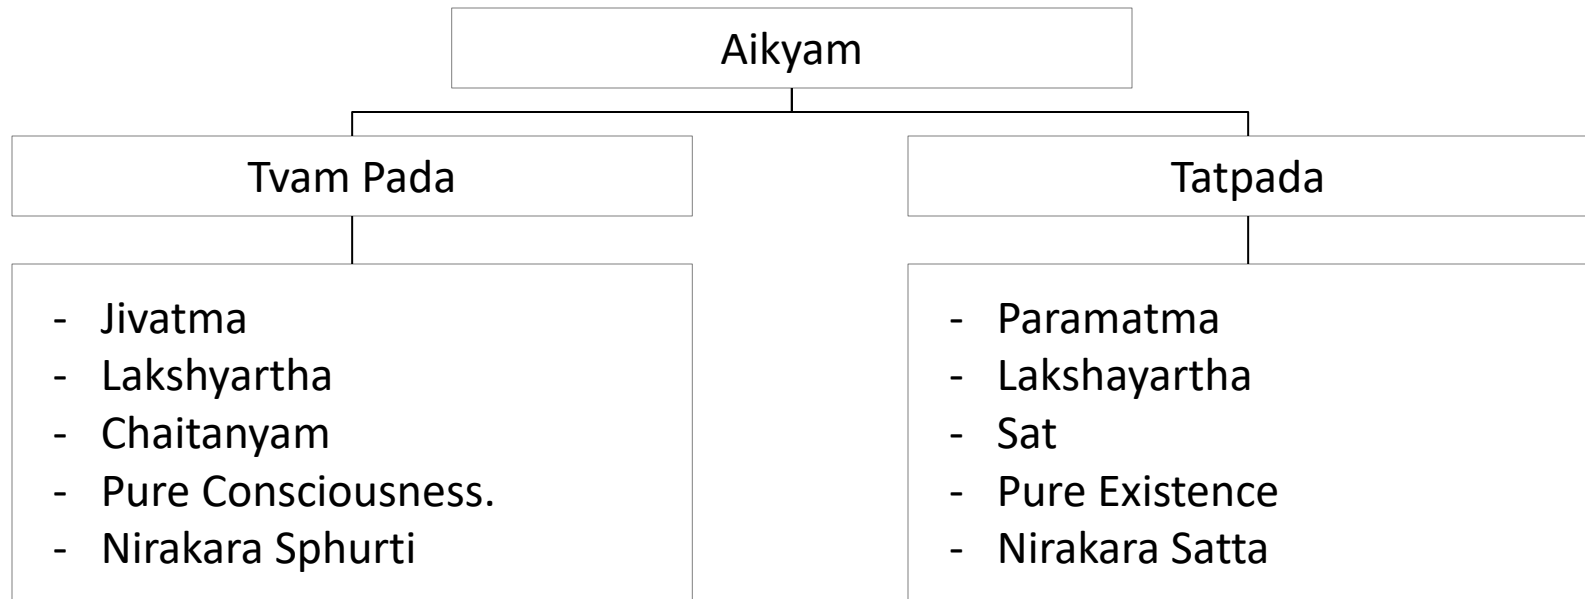 Aikyam
Tvam Pada
- Jivatma
- Lakshyartha
- Chaitanyam
- Pure Consciousness.
- Nirakara Sphurti
Tatpada
- Paramatma
- Lakshayartha
- Sat
- Pure Existence
- Nirakara Satta